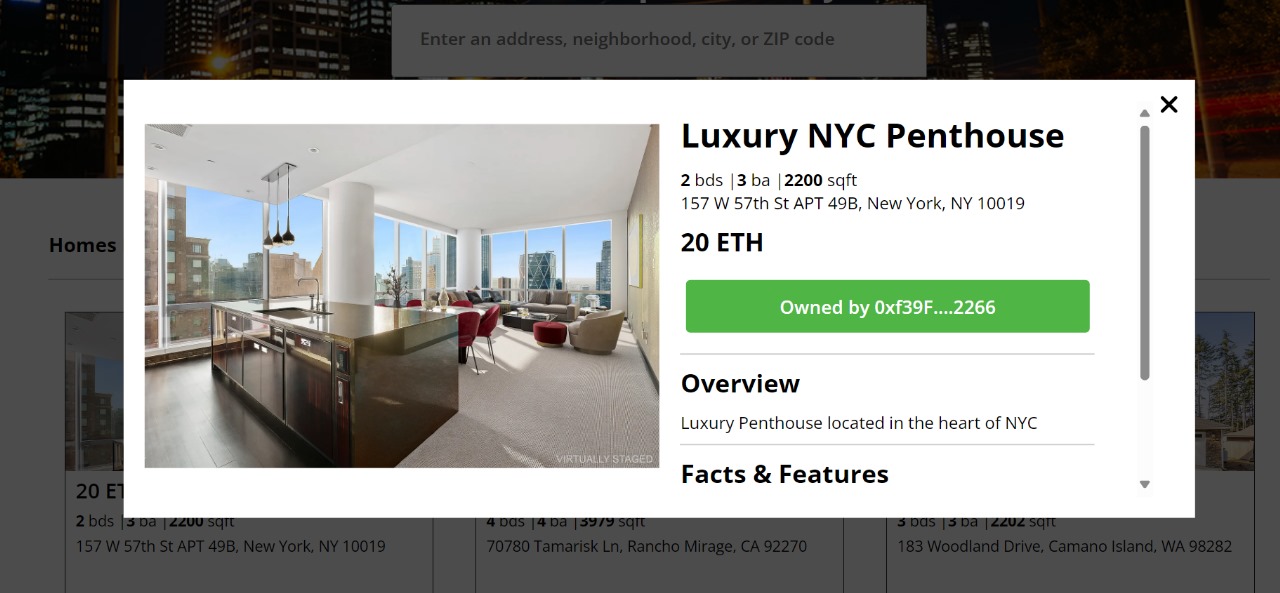 Enter an address, neighborhood, city, or ZIP code
Luxury NYC Penthouse
2 bds |3 ba |2200 sqft
157 W 57th St APT 49B, New York, NY 10019
20 ETH
Owned by 0xf39F....2266
Overview
Luxury Penthouse located in the heart of NYC
Facts & Features
VIRTUALLY STAGED
Homes
20 ET
2 bds |3 ba |2200 sqft
157 W 57th St APT 49B, New York, NY 10019
4 bds |4 ba |3979 sqft
70780 Tamarisk Ln, Rancho Mirage, CA 92270
3 bds |3 ba |2202 sqft
183 Woodland Drive, Camano Island, WA 98282